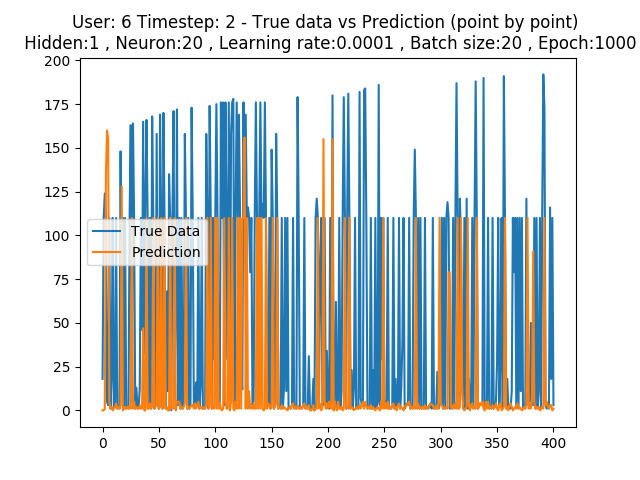 User: 6 Timestep: 2 - True data vs Prediction (point by point)
Hidden:1 , Neuron:20 , Learning rate:0.0001 , Batch size:20 , Epoch:1000
200
175
150
125
100
75
50
25
0
True Data
Prediction
0 50 100 150 200 250 300 350 400